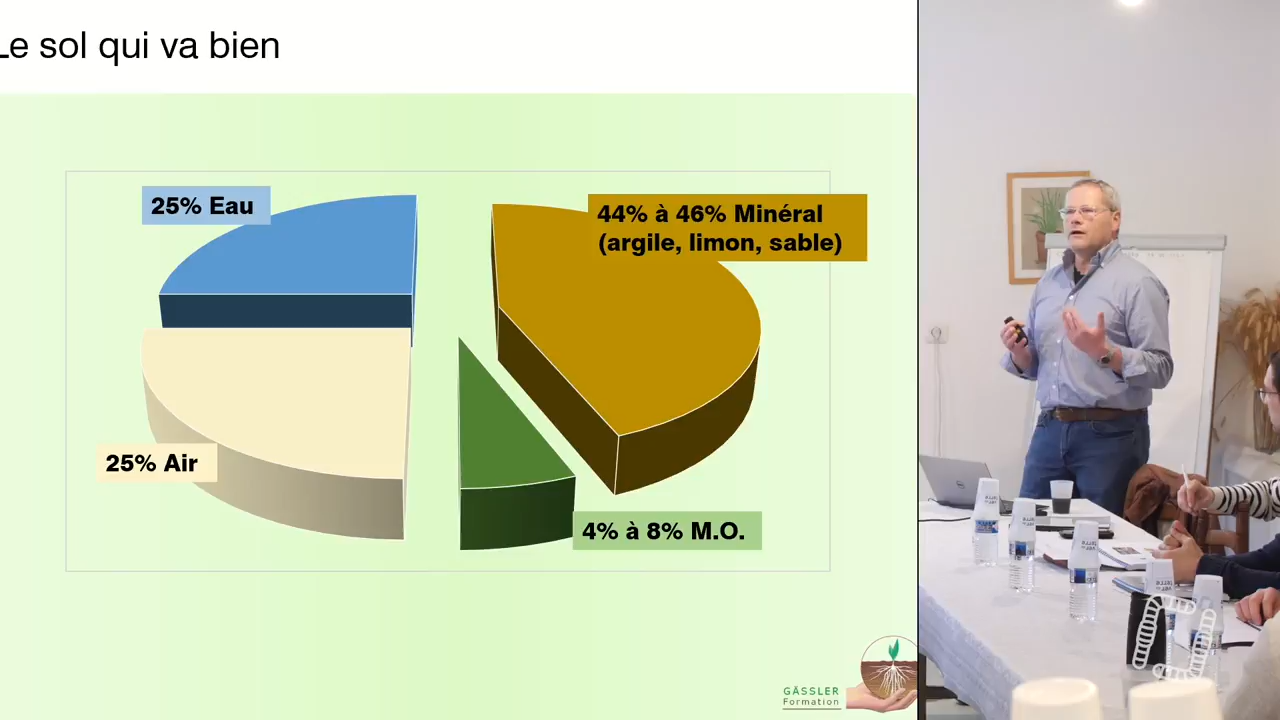 Le sol qui va bien
25% Eau
44% à 46% Minéral
(argile, limon, sable)
25% Air
4% à 8% M.O.
GÄSSLER
Formation